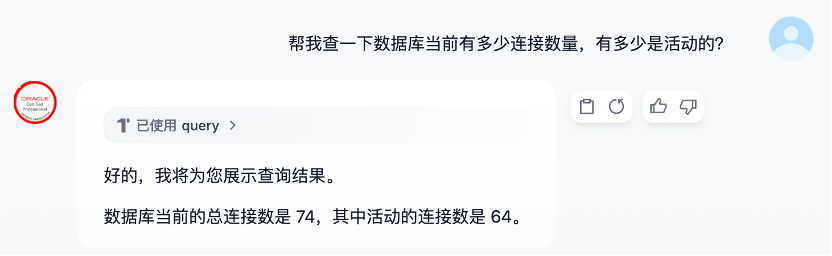 帮我查一下数据库当前有多少连接数量，有多少是活动的?
ORACLE
Certified
Professional
已使用 query
好的，我将为您展示查询结果。
数据库当前的总连接数是 74，其中活动的连接数是 64。